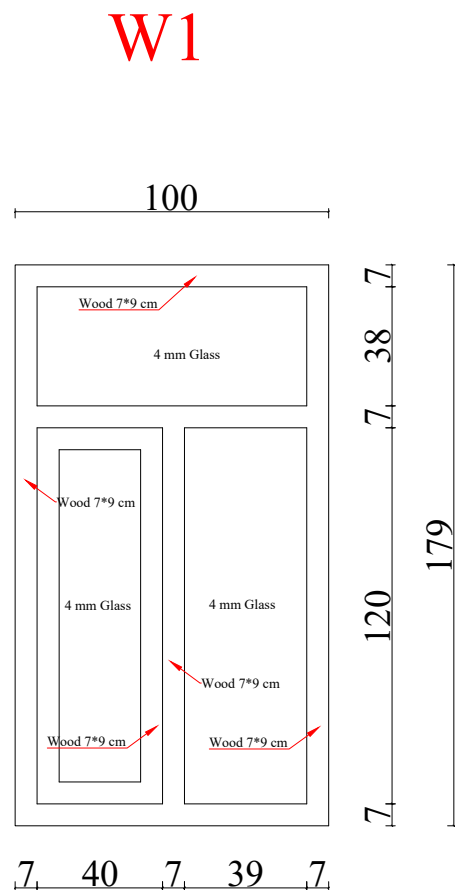 W1
100
7
Wood 7*9 cm
38
4 mm Glass
7
Wood 7*9 cm
179
120
4 mm Glass
4 mm Glass
Wood 7*9 cm
Wood 7*9 cm
Wood 7*9 cm
7
7 40 7 39 7